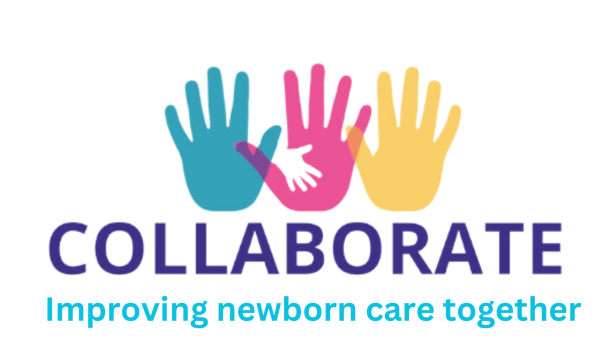 COLLABORATE
Improving newborn care together